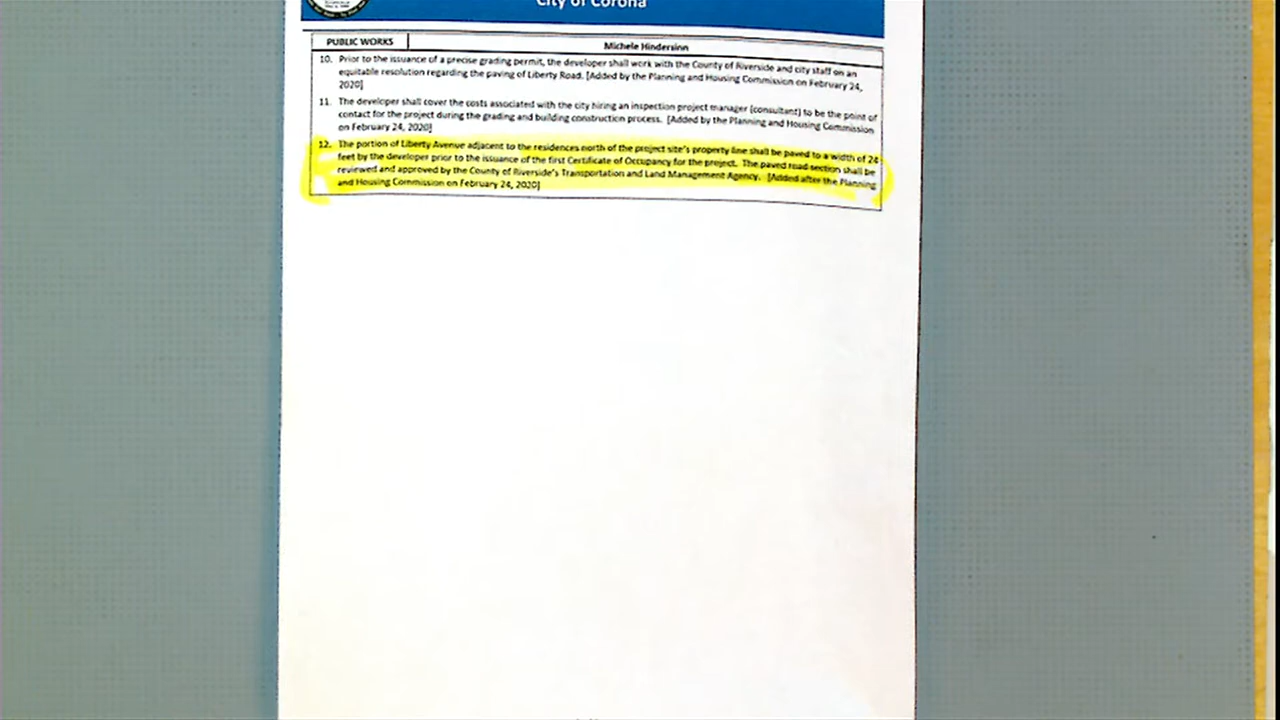 City of Corona
PUBLIC WORKS
Michele Hindersinn
10. Prior to the issuance of a precise grading permit, the developer shall work with the County of Riverside and city staff on an
equitable resolution regarding the paving of Liberty Road. [Added by the Planning and Housing Commission on February 24,
2020]
11. The developer shall cover the costs associated with the city hiring an inspection project manager (consultant) to be the point of
contact for the project during the grading and building construction process. [Added by the Planning and Housing Commission
on February 24, 2020]
12. The portion of Liberty Avenue adjacent to the residences north of the project site's property line shall be paved to a width of 24
feet by the developer prior to the issuance of the first Certificate of Occupancy for the project. The paved road section shall be
reviewed and approved by the County of Riverside's Transportation and Land Management Agency. [Added after the Planning
and Housing Commission on February 24, 2020]